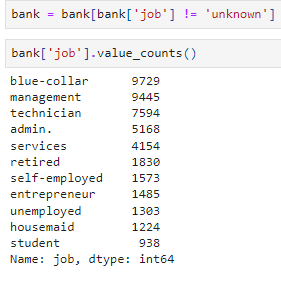 bank = bank[bank['job'] != 'unknown']
bank['job'].value_counts()
blue-collar      9729
management       9445
technician       7594
admin.           5168
services         4154
retired          1830
self-employed    1573
entrepreneur     1485
unemployed       1303
housemaid        1224
student           938
Name: job, dtype: int64